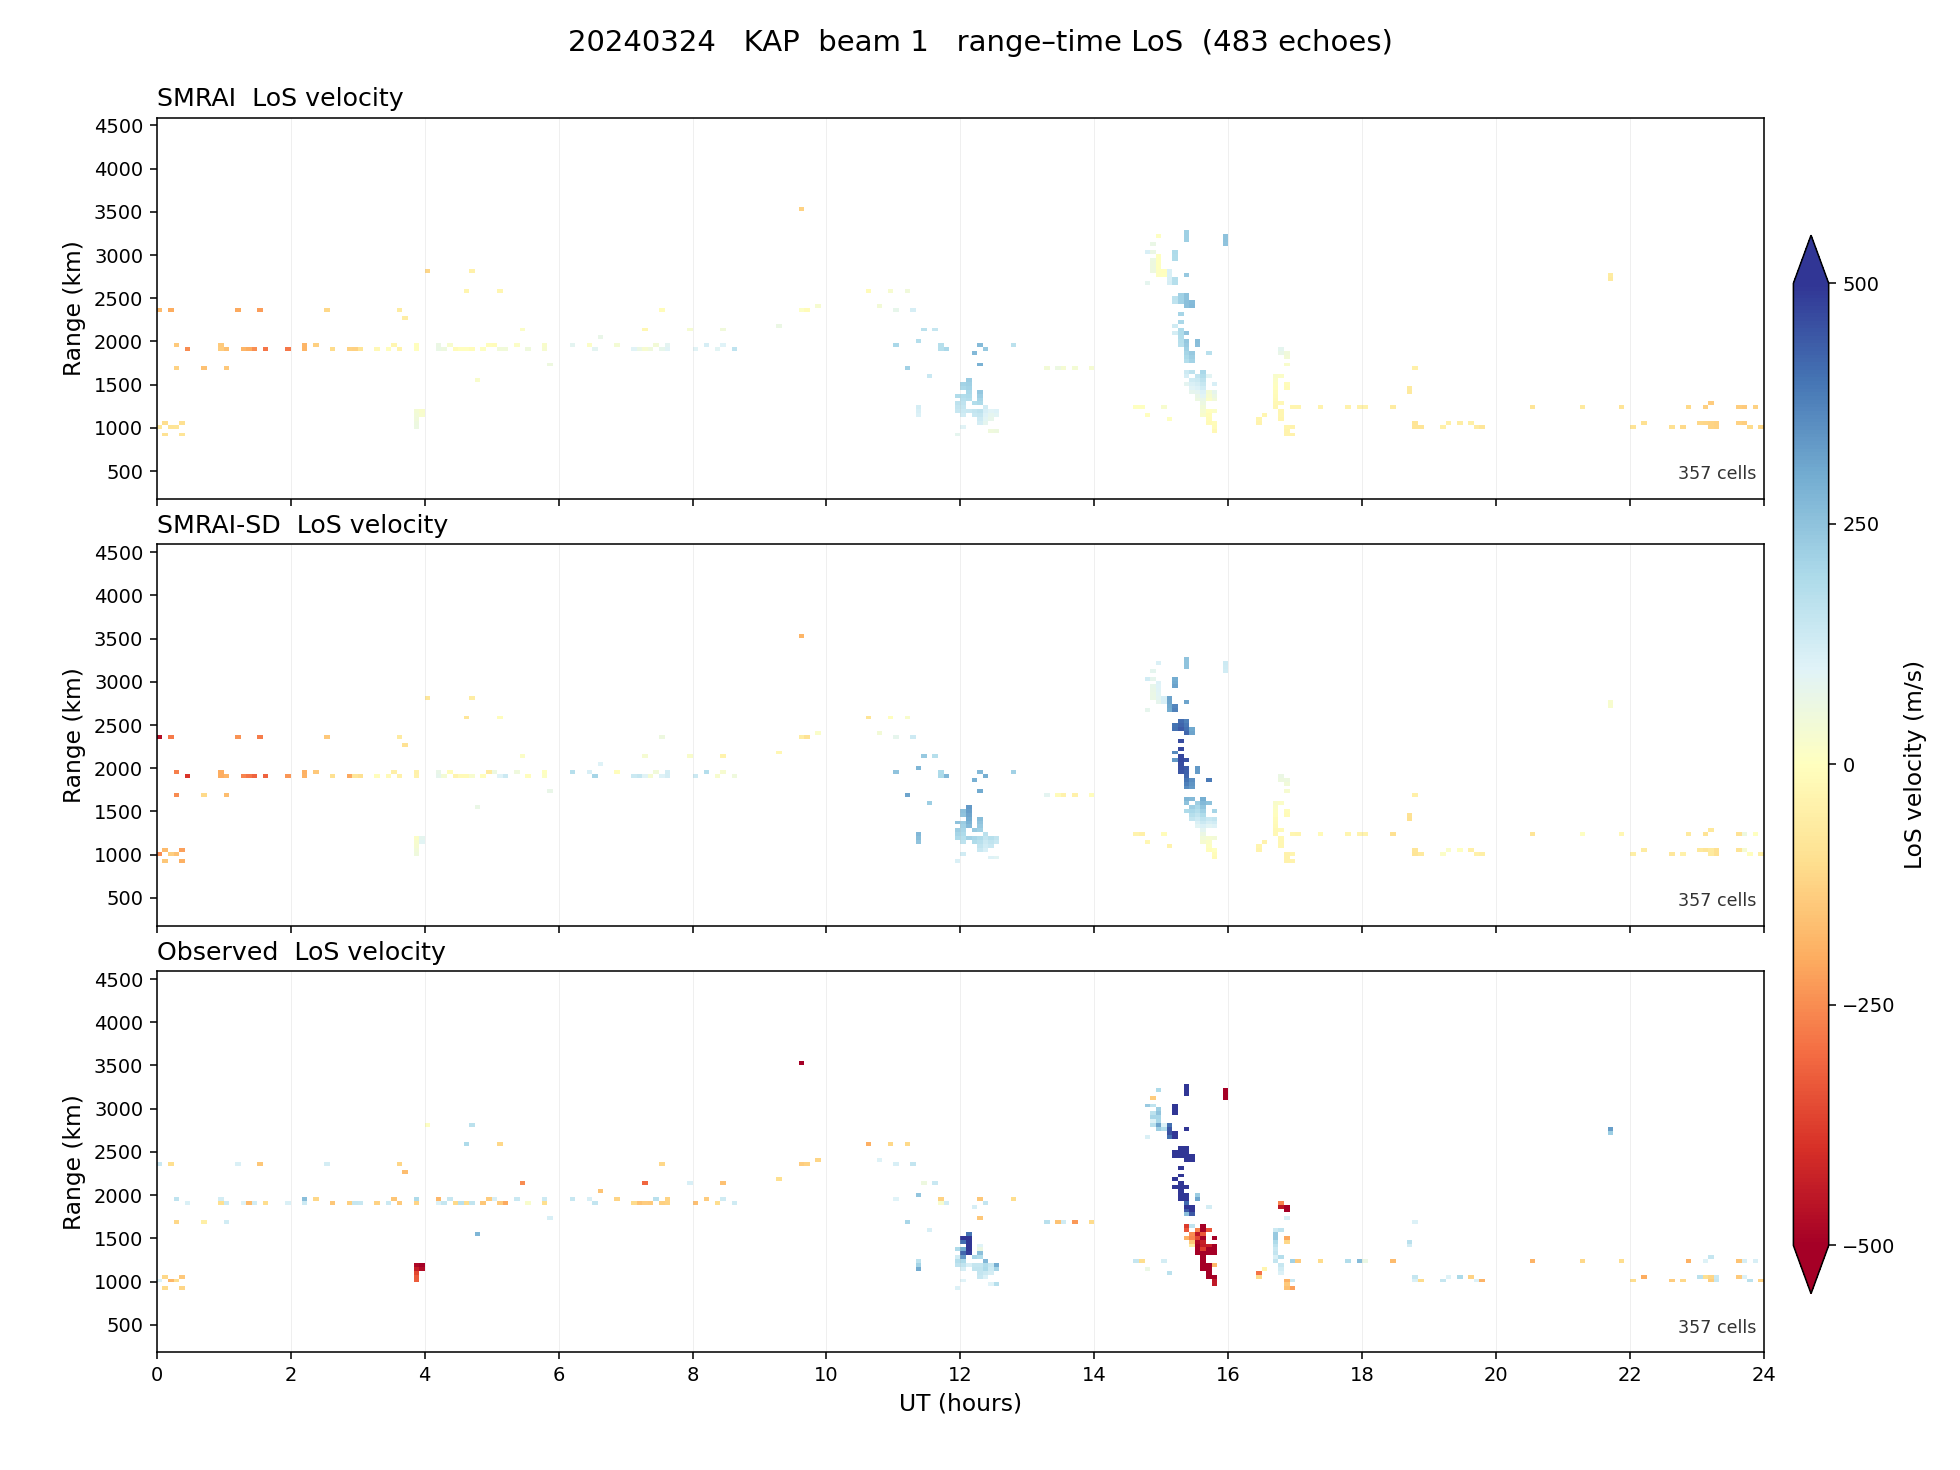 20240324 KAP beam 1 range–time LoS (483 echoes)
SMRAI LoS velocity
4500
4000
3500
3000
2500
2000
1500
1000
500
Range (km)
357 cells
SMRAI-SD LoS velocity
4500
4000
3500
3000
2500
2000
1500
1000
500
Range (km)
357 cells
Observed LoS velocity
4500
4000
3500
3000
2500
2000
1500
1000
500
Range (km)
357 cells
0 2 4 6 8 10 12 14 16 18 20 22 24
UT (hours)
500
250
0
−250
−500
LoS velocity (m/s)